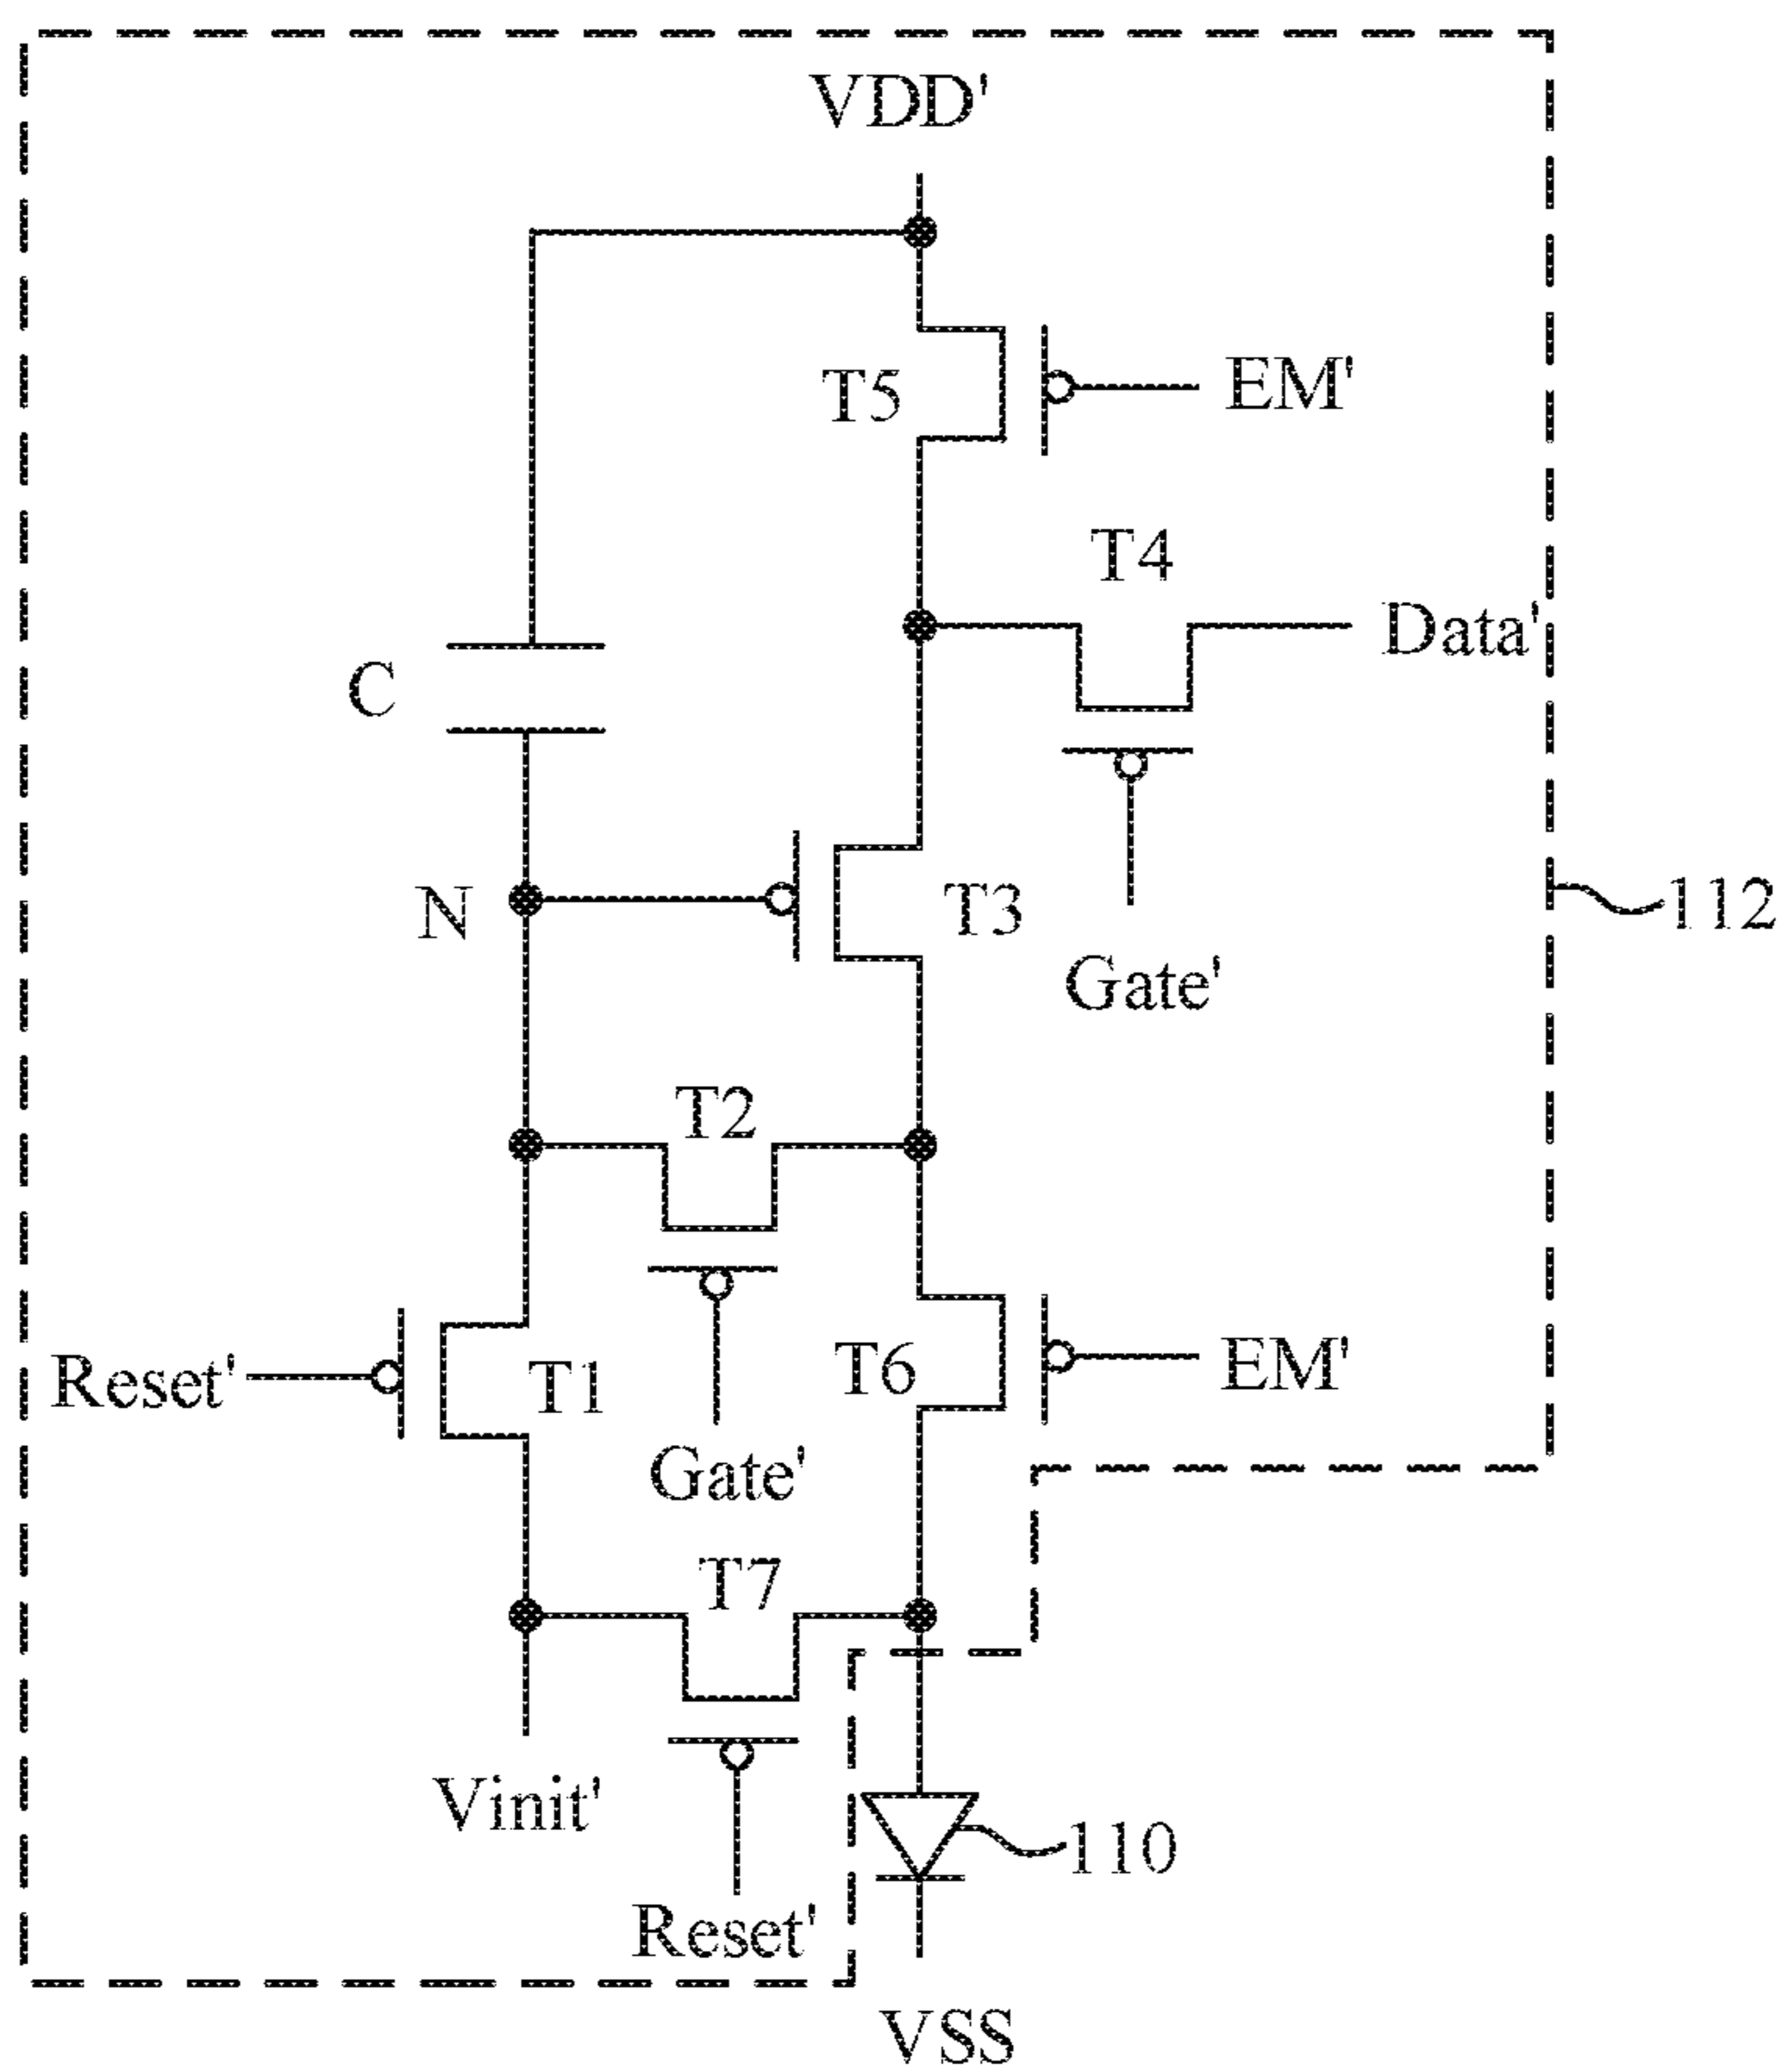 VDD'
T5
EM'
T4
Data'
C
N
T3
112
Gate'
T2
Reset'
T1
T6
EM'
Gate'
T7
Vinit'
110
Reset'
VSS